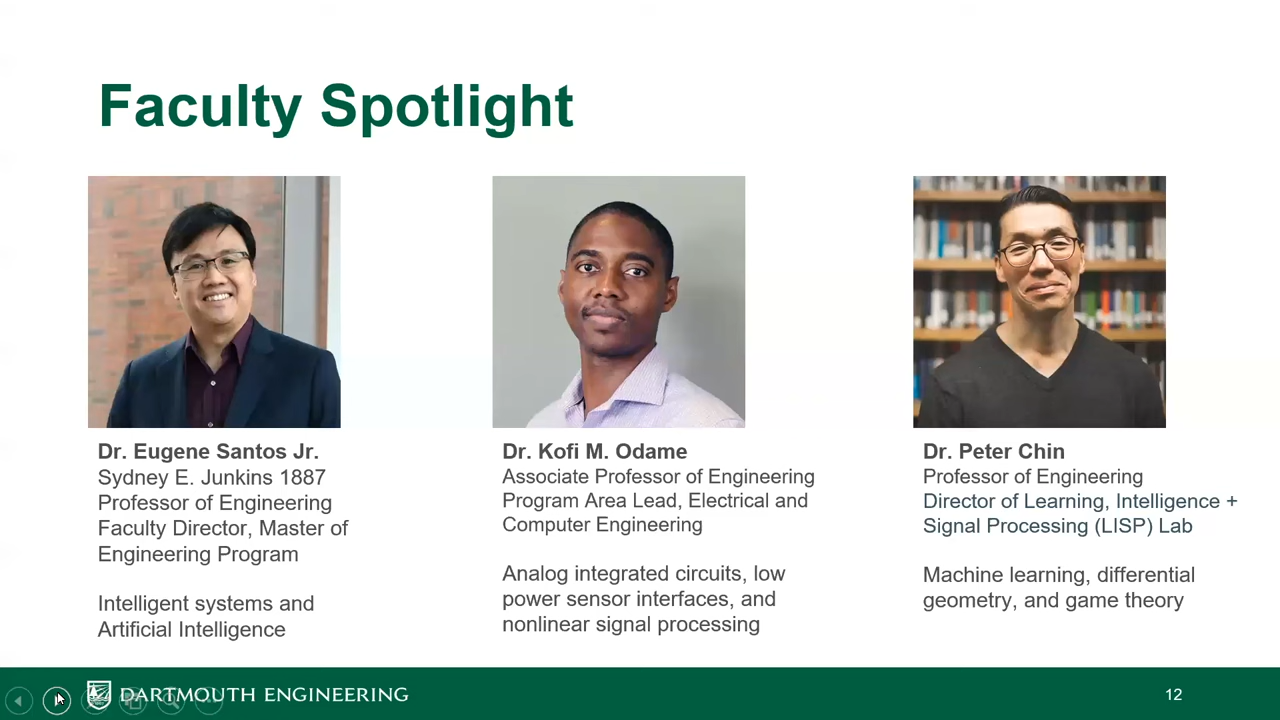 Faculty Spotlight
Dr. Eugene Santos Jr.
Sydney E. Junkins 1887
Professor of Engineering
Faculty Director, Master of
Engineering Program
Intelligent systems and
Artificial Intelligence
Dr. Kofi M. Odame
Associate Professor of Engineering
Program Area Lead, Electrical and
Computer Engineering
Analog integrated circuits, low
power sensor interfaces, and
nonlinear signal processing
Dr. Peter Chin
Professor of Engineering
Director of Learning, Intelligence +
Signal Processing (LISP) Lab
Machine learning, differential
geometry, and game theory
DARTMOUTH ENGINEERING
12